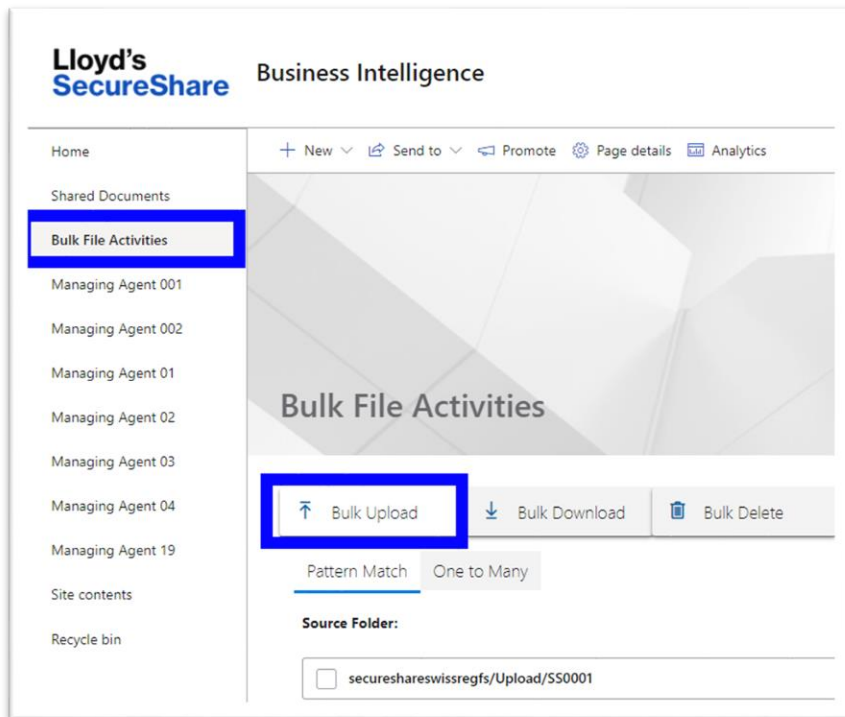 Lloyd's
SecureShare
Business Intelligence
Home
Shared Documents
Bulk File Activities
Managing Agent 001
Managing Agent 002
Managing Agent 01
Managing Agent 02
Managing Agent 03
Managing Agent 04
Managing Agent 19
Site contents
Recycle bin
New Send to Promote Page details Analytics
Bulk File Activities
Bulk Upload Bulk Download Bulk Delete
Pattern Match One to Many
Source Folder:
secureshareswissregfs/Upload/SS0001